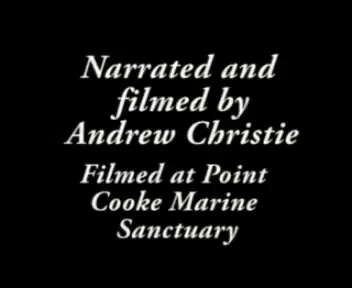 Narrated and
filmed by
Andrew Christie
Filmed at Point
Cooke Marine
Sanctuary